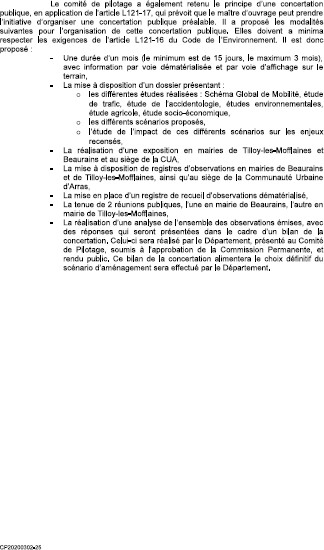 Le comité de pilotage a également retenu le principe d'une concertation
publique, en application de l'article L121-17, qui prévoit que le maître d'ouvrage peut prendre
l'initiative d'organiser une concertation publique préalable. Il a proposé les modalités
suivantes pour l'organisation de cette concertation publique. Elles doivent a minima
respecter les exigences de l'article L121-16 du Code de l'Environnement. Il est donc
proposé :
- Une durée d'un mois (le minimum est de 15 jours, le maximum 3 mois),
avec information par voie dématérialisée et par voie d'affichage sur le
terrain,
- La mise à disposition d'un dossier présentant :
o les différentes études réalisées : Schéma Global de Mobilité, étude
de trafic, étude de l'accidentologie, études environnementales,
étude agricole, étude socio-économique,
o les différents scénarios proposés,
o l'étude de l'impact de ces différents scénarios sur les enjeux
recensés,
- La réalisation d'une exposition en mairies de Tilloy-les-Mofflaines et
Beaurains et au siège de la CUA,
- La mise à disposition de registres d'observations en mairies de Beaurains
et de Tilloy-les-Mofflaines, ainsi qu'au siège de la Communauté Urbaine
d'Arras,
- La mise en place d'un registre de recueil d'observations dématérialisé,
- La tenue de 2 réunions publiques, l'une en mairie de Beaurains, l'autre en
mairie de Tilloy-les-Mofflaines,
- La réalisation d'une analyse de l'ensemble des observations émises, avec
des réponses qui seront présentées dans le cadre d'un bilan de la
concertation. Celui-ci sera réalisé par le Département, présenté au Comité
de Pilotage, soumis à l'approbation de la Commission Permanente, et
rendu public. Ce bilan de la concertation alimentera le choix définitif du
scénario d'aménagement sera effectué par le Département.
CP20200302-25